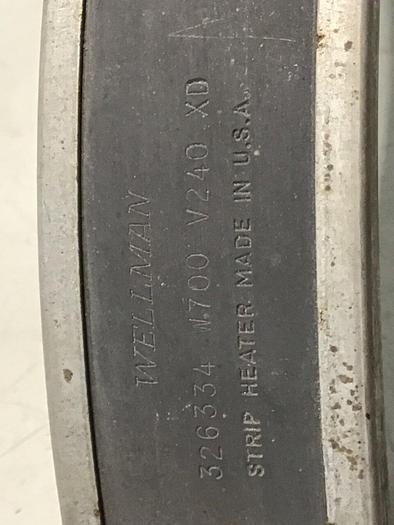 WELLMAN
326334 W700 V240 XD
STRIP HEATER MADE IN U.S.A.